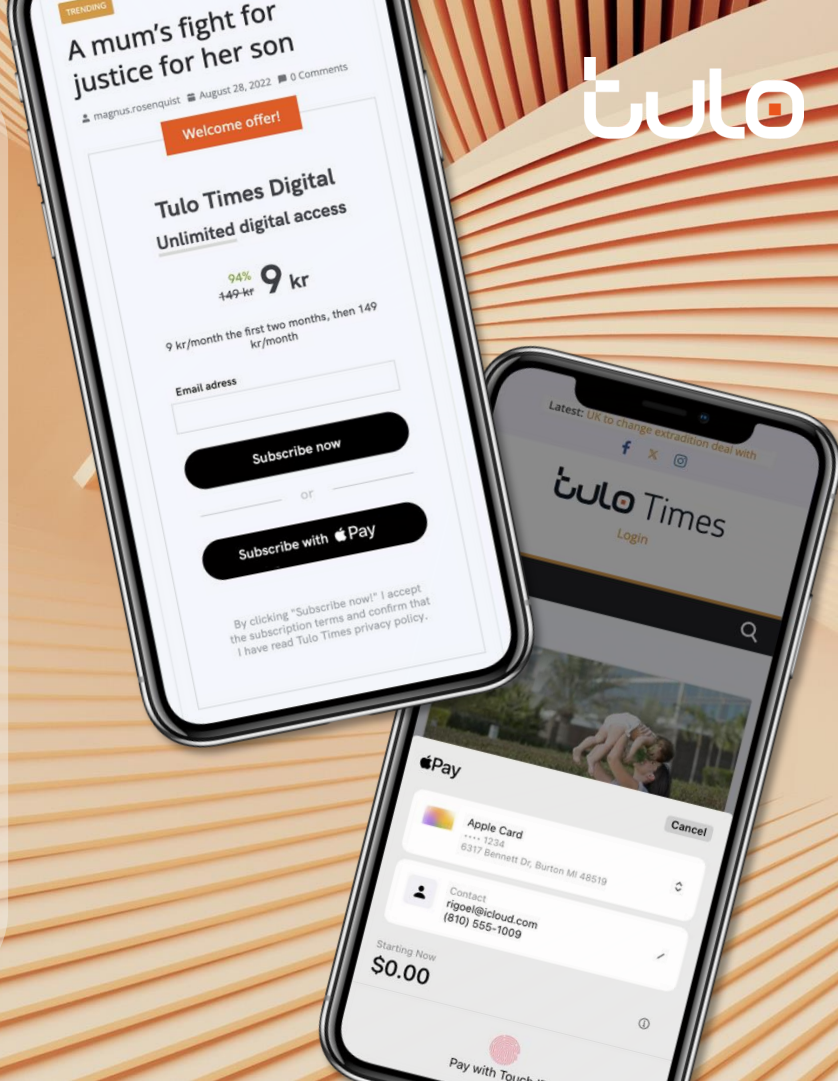 tulo
TRENDING
A mum's fight for
justice for her son
magnus.rosenquist August 28, 2022 0 Comments
Welcome offer!
Tulo Times Digital
Unlimited digital access
94%
149 kr 9 kr
9 kr/month the first two months, then 149
kr/month
Email adress
Subscribe now
or
Subscribe with Pay
By clicking "Subscribe now!" I accept
the subscription terms and confirm that
I have read Tulo Times privacy policy.
Latest: UK to change extradition deal with
tulo Times
Login
Pay
Cancel
Apple Card
•••• 1234
6317 Bennett Dr, Burton MI 48519
Contact
rigoel@icloud.com
(810) 555-1009
Starting Now
$0.00
Pay with Touch